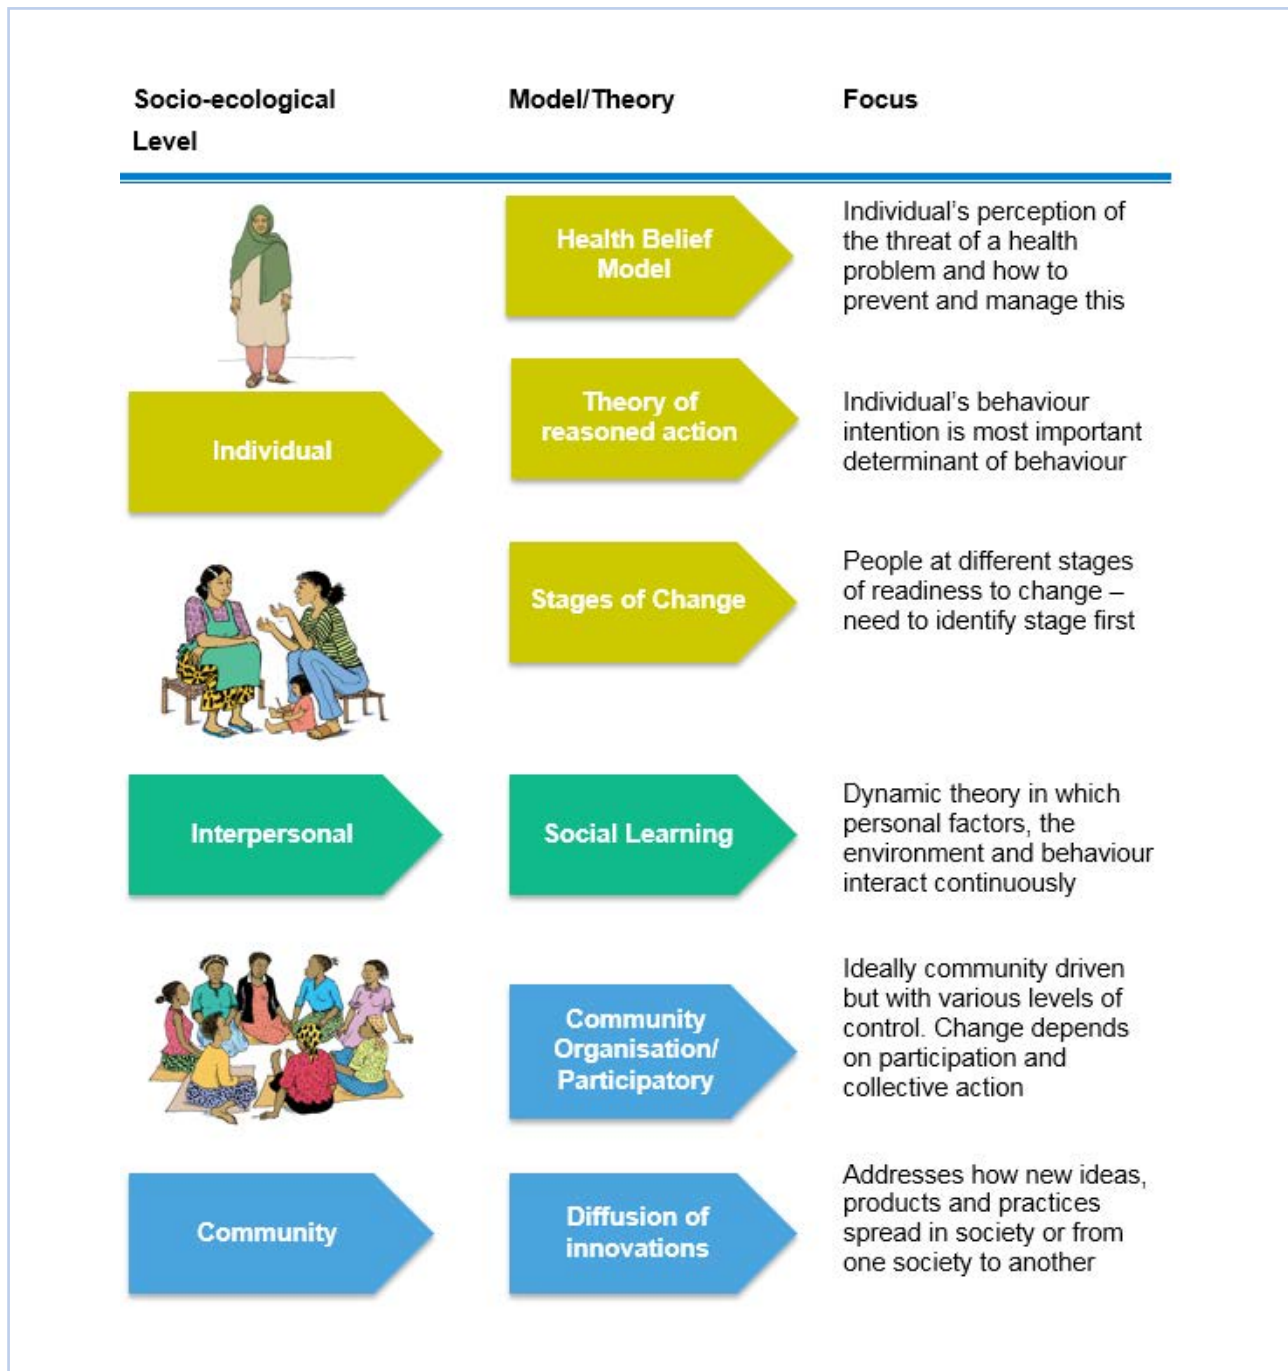 Socio-ecological
Level
Model/Theory
Focus
Health Belief
Model
Individual’s perception of
the threat of a health
problem and how to
prevent and manage this
Individual
Theory of
reasoned action
Individual’s behaviour
intention is most important
determinant of behaviour
Stages of Change
People at different stages
of readiness to change –
need to identify stage first
Interpersonal
Social Learning
Dynamic theory in which
personal factors, the
environment and behaviour
interact continuously
Community
Organisation/
Participatory
Ideally community driven
but with various levels of
control. Change depends
on participation and
collective action
Community
Diffusion of
innovations
Addresses how new ideas,
products and practices
spread in society or from
one society to another